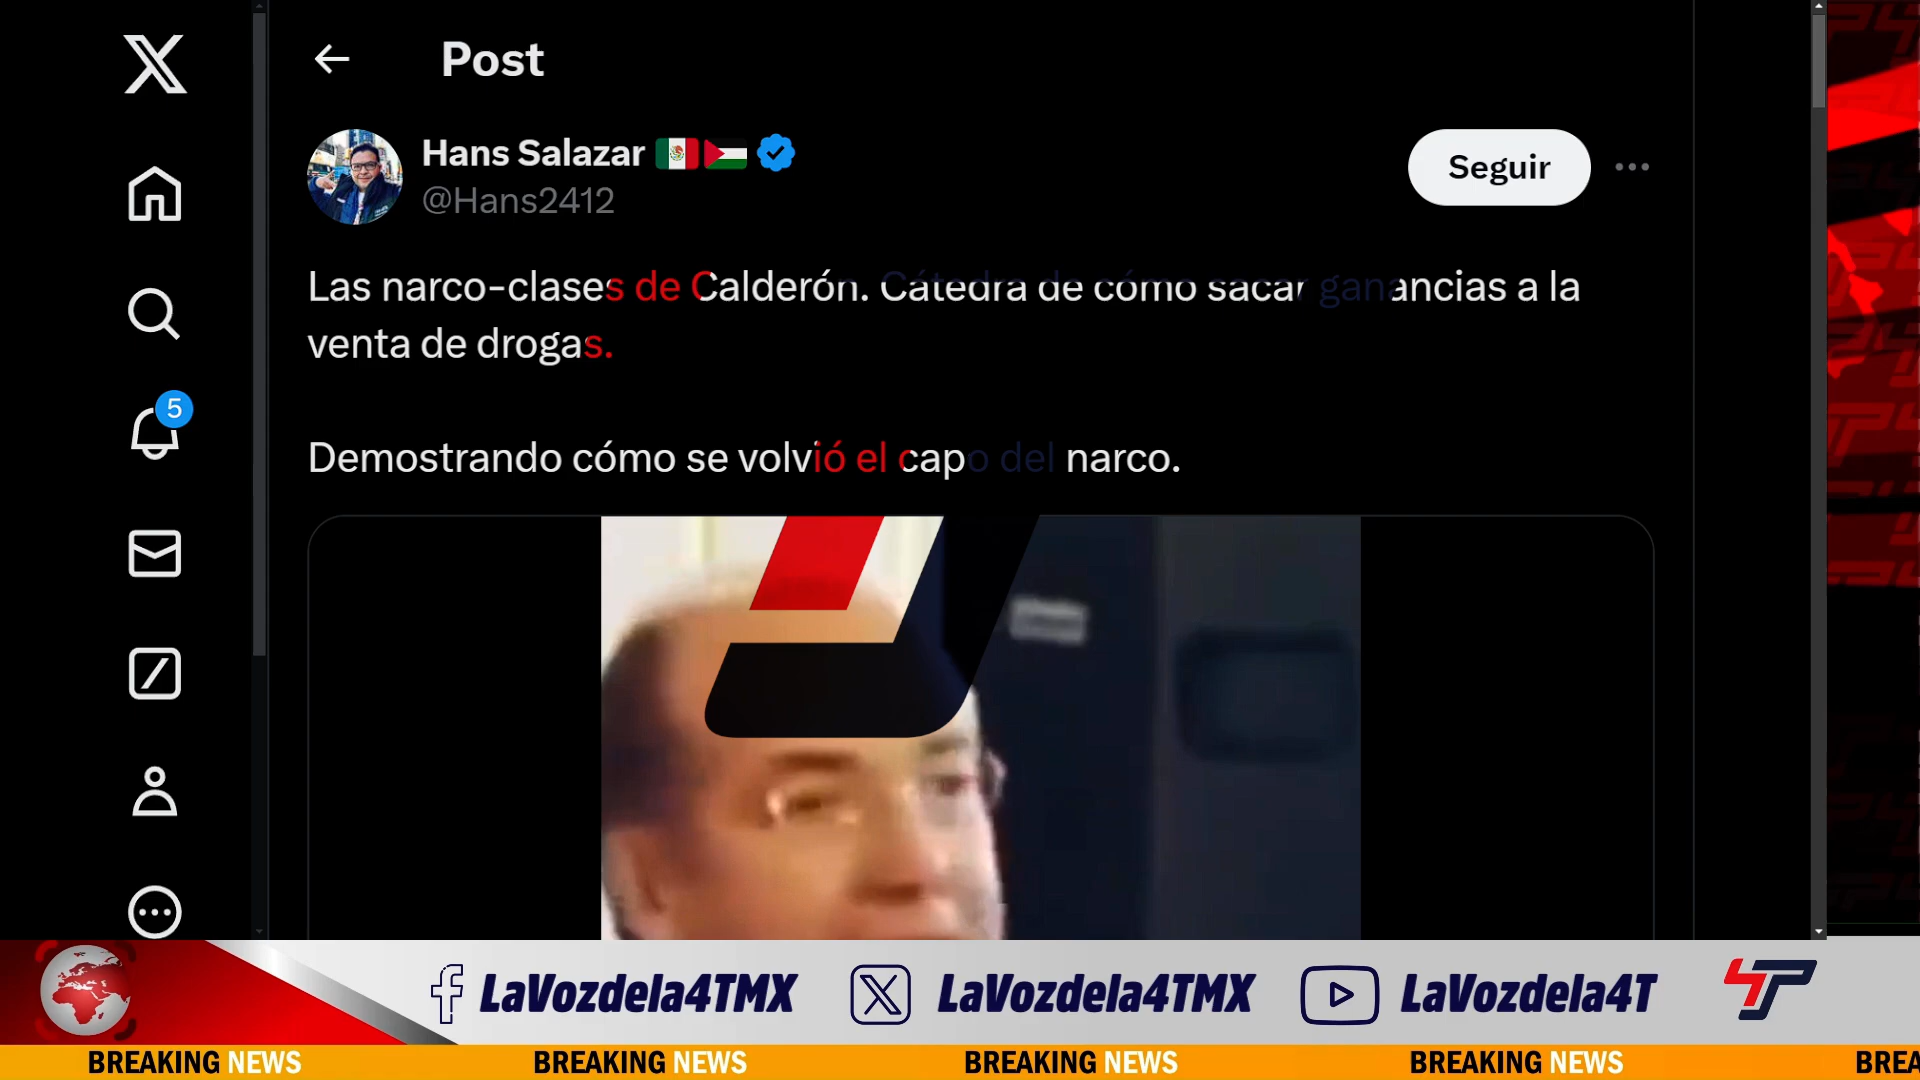 Post
Hans Salazar
@Hans2412
Seguir
Las narco-clases de Calderón. Cátedra de cómo sacar ganancias a la
venta de drogas.
Demostrando cómo se volvió el capo del narco.
5
LaVozdela4TMX
LaVozdela4TMX
LaVozdela4T
BREAKING NEWS
BREAKING NEWS
BREAKING NEWS
BREAKING NEWS
BREA